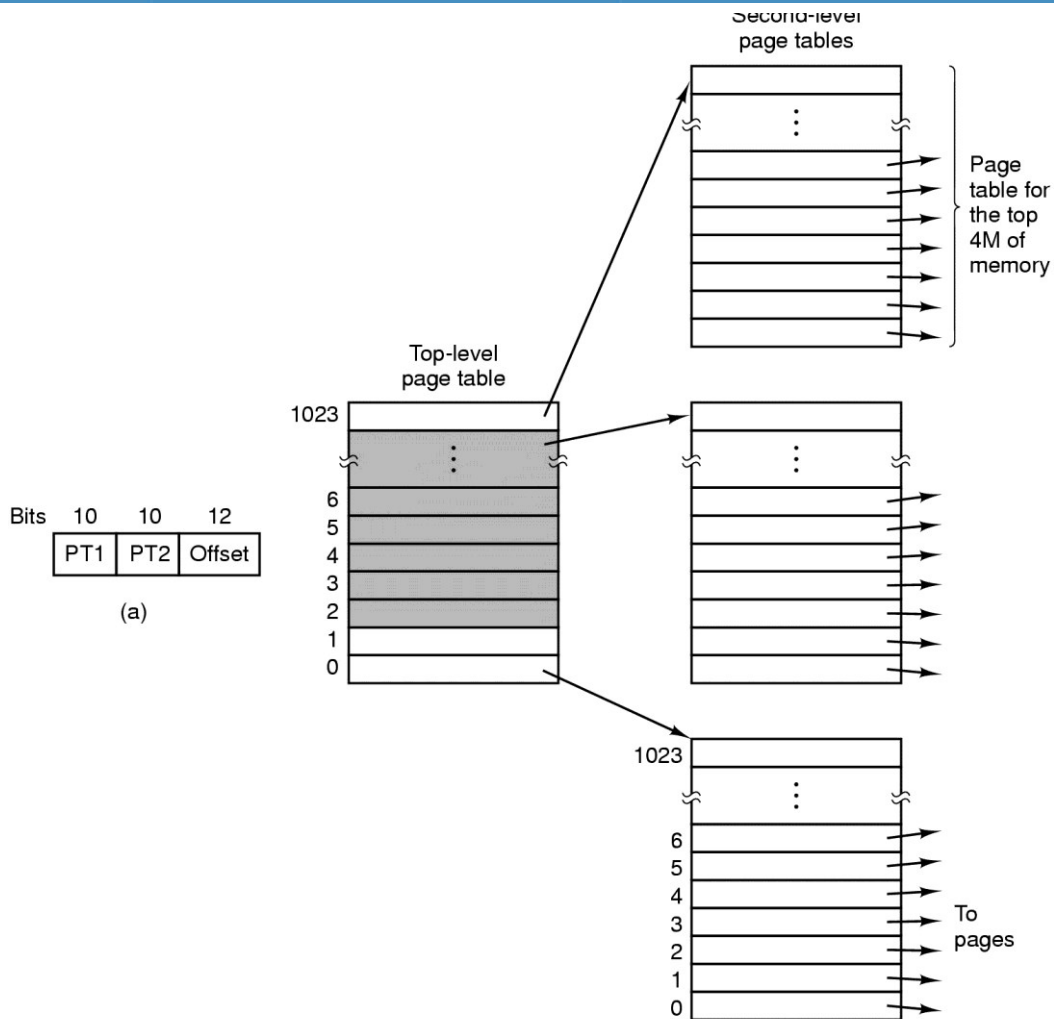 Second-level
page tables
Page
table for
the top
4M of
memory
Top-level
page table
1023
6
5
4
3
2
1
0
Bits 10 10 12
PT1 PT2 Offset
(a)
1023
6
5
4
3
2
1
0
To
pages